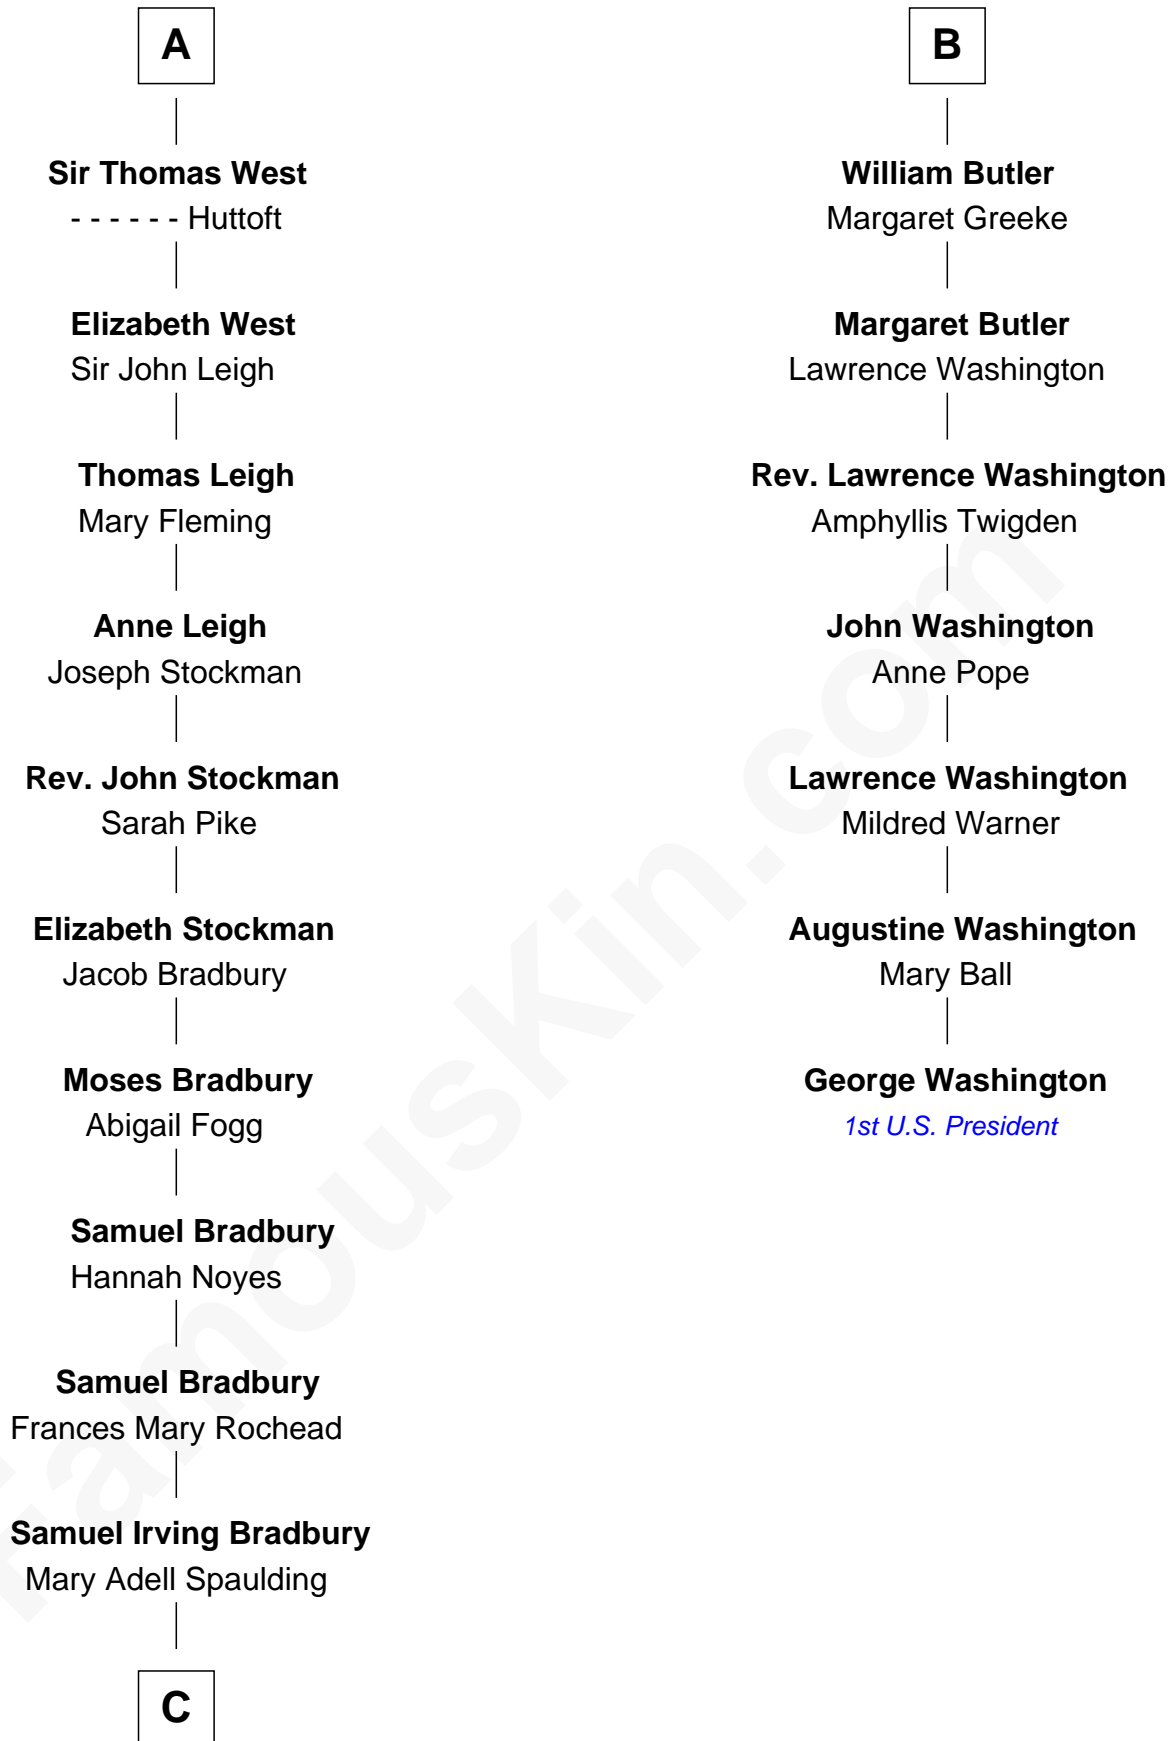 A
Sir Thomas West
- - - - - - Huttoft
Elizabeth West
Sir John Leigh
Thomas Leigh
Mary Fleming
Anne Leigh
Joseph Stockman
Rev. John Stockman
Sarah Pike
Elizabeth Stockman
Jacob Bradbury
Moses Bradbury
Abigail Fogg
Samuel Bradbury
Hannah Noyes
Samuel Bradbury
Frances Mary Rochead
Samuel Irving Bradbury
Mary Adell Spaulding
C
B
William Butler
Margaret Greeke
Margaret Butler
Lawrence Washington
Rev. Lawrence Washington
Amphyllis Twigden
John Washington
Anne Pope
Lawrence Washington
Mildred Warner
Augustine Washington
Mary Ball
George Washington
1st U.S. President
FamousKin.com